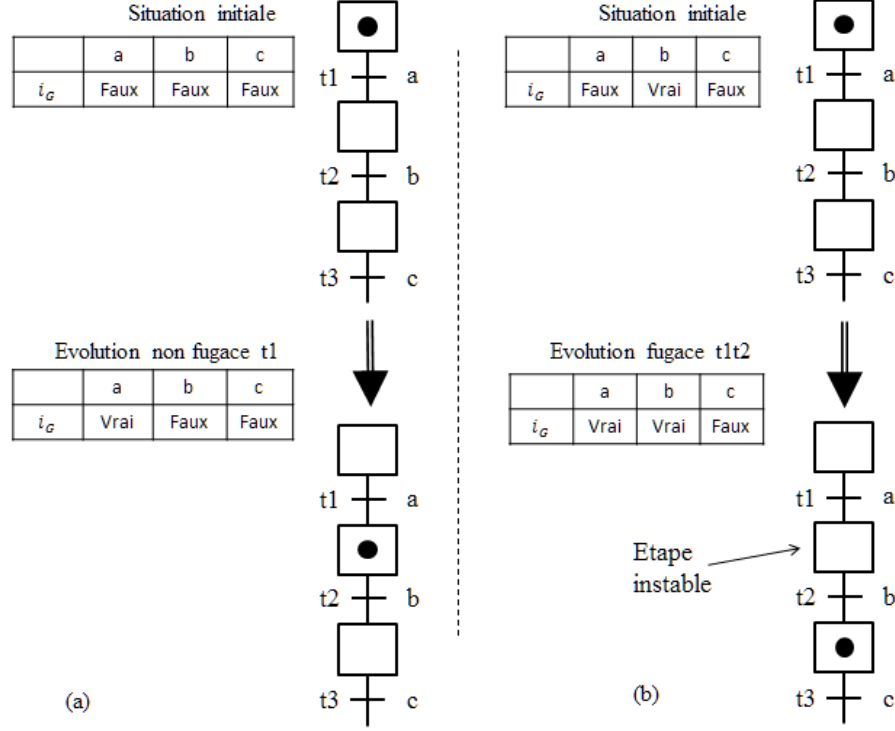 Situation initiale
a b c
i_G Faux Faux Faux
t1 a
t2 b
t3 c
Evolution non fugace t1
a b c
i_G Vrai Faux Faux
t1 a
t2 b
t3 c
(a)
Situation initiale
a b c
i_G Faux Vrai Faux
t1 a
t2 b
t3 c
Evolution fugace t1t2
a b c
i_G Vrai Vrai Faux
t1 a
Etape
instable
t2 b
t3 c
(b)